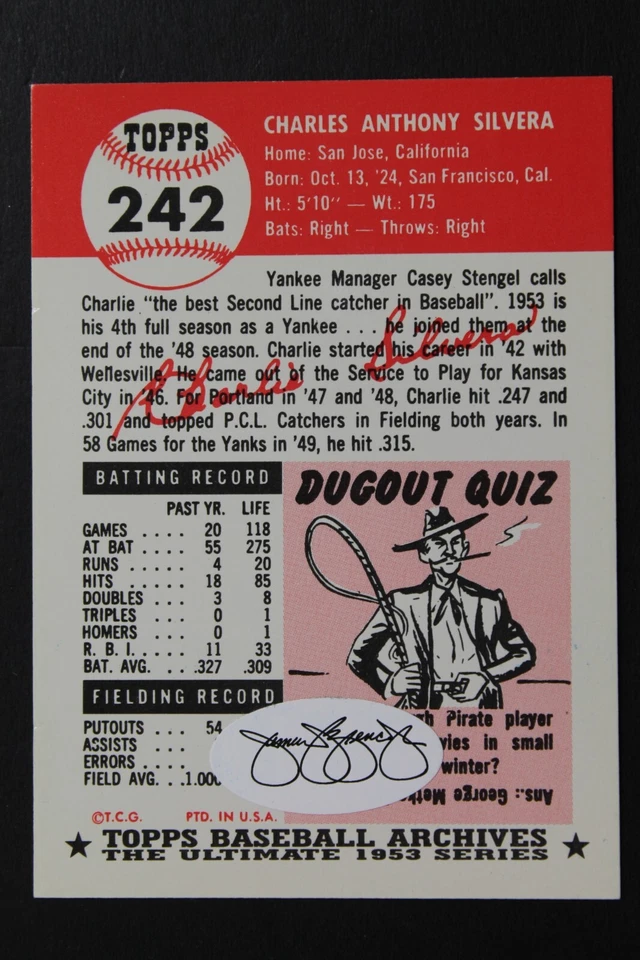 TOPPS
242
CHARLES ANTHONY SILVERA
Home: San Jose, California
Born: Oct. 13, '24, San Francisco, Cal.
Ht.: 5'10" — Wt.: 175
Bats: Right — Throws: Right
Yankee Manager Casey Stengel calls
Charlie "the best Second Line catcher in Baseball". 1953 is
his 4th full season as a Yankee . . . he joined them at the
end of the '48 season. Charlie started his career in '42 with
Wellesville. He came out of the Service to Play for Kansas
City in '46. For Portland in '47 and '48, Charlie hit .247 and
.301 and topped P.C.L. Catchers in Fielding both years. In
58 Games for the Yanks in '49, he hit .315.
Charlie Silvera
BATTING RECORD
PAST YR. LIFE
GAMES .... 20 118
AT BAT ... 55 275
RUNS ..... 4 20
HITS ..... 18 85
DOUBLES ... 3 8
TRIPLES ... 0 1
HOMERS ... 0 1
R. B. I. .... 11 33
BAT. AVG. ...327 .309
FIELDING RECORD
PUTOUTS .. 54
ASSISTS
ERRORS ....
FIELD AVG. ..1.000
DUGOUT QUIZ
Pirate player
in small
winter?
Ans.: George
©T.C.G. PTD. IN U.S.A.
★ TOPPS BASEBALL ARCHIVES ★
THE ULTIMATE 1953 SERIES